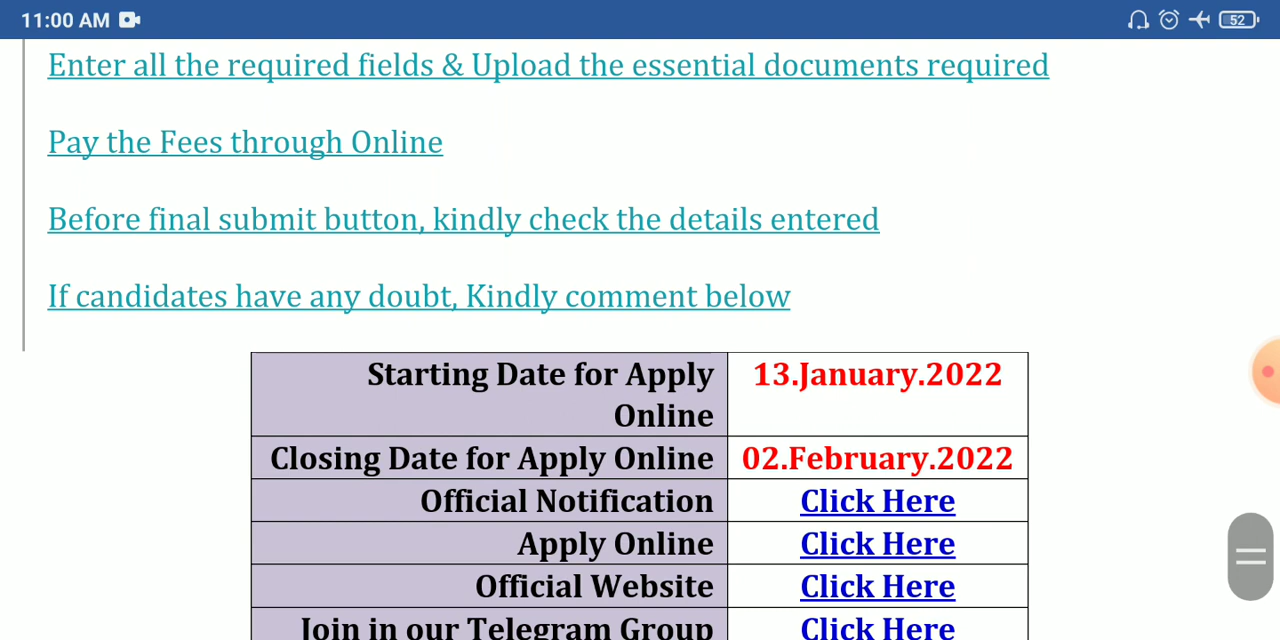 11:00 AM
52
Enter all the required fields & Upload the essential documents required
Pay the Fees through Online
Before final submit button, kindly check the details entered
If candidates have any doubt, Kindly comment below
Starting Date for Apply
Online
13.January.2022
Closing Date for Apply Online 02.February.2022
Official Notification Click Here
Apply Online Click Here
Official Website Click Here
Join in our Telegram Group Click Here